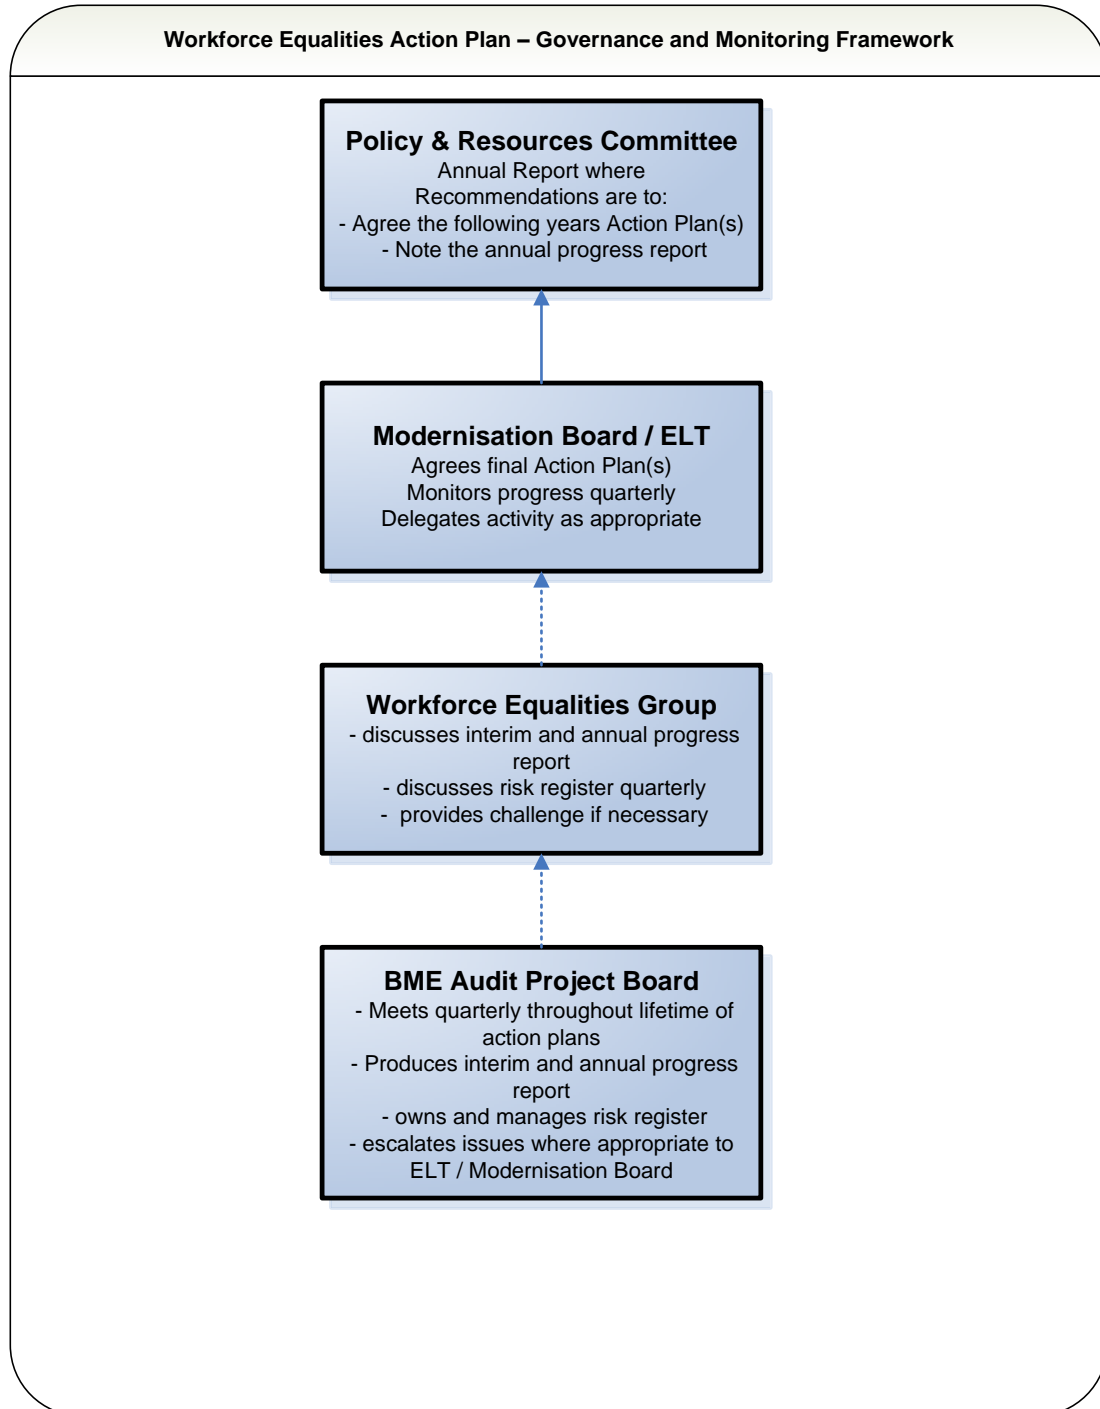 Workforce Equalities Action Plan – Governance and Monitoring Framework
Policy & Resources Committee
Annual Report where
Recommendations are to:
- Agree the following years Action Plan(s)
- Note the annual progress report
Modernisation Board / ELT
Agrees final Action Plan(s)
Monitors progress quarterly
Delegates activity as appropriate
Workforce Equalities Group
- discusses interim and annual progress
report
- discusses risk register quarterly
-  provides challenge if necessary
BME Audit Project Board
- Meets quarterly throughout lifetime of
action plans
- Produces interim and annual progress
report
- owns and manages risk register
- escalates issues where appropriate to
ELT / Modernisation Board